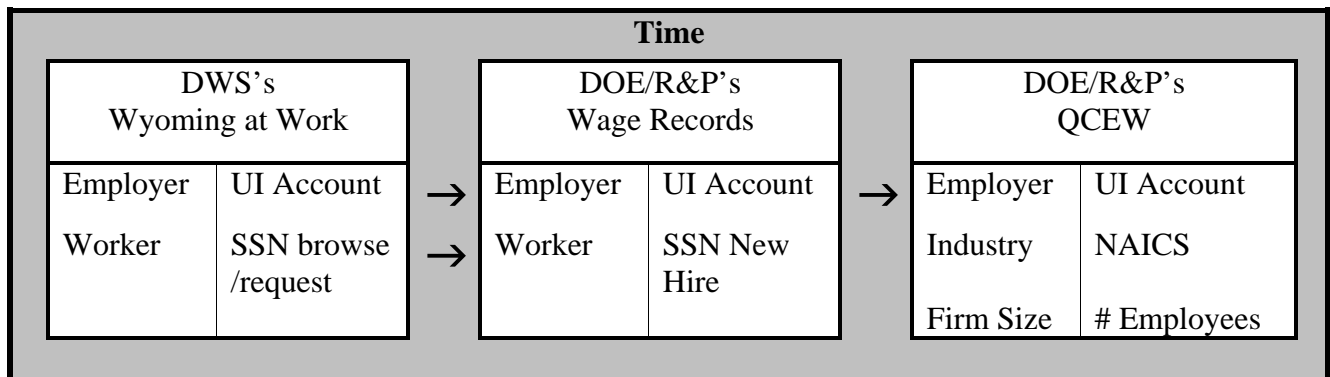 Time
DWS's
Wyoming at Work
Employer UI Account
Worker SSN browse
/request
→
→
DOE/R&P's
Wage Records
Employer UI Account
Worker SSN New
Hire
→
DOE/R&P's
QCEW
Employer UI Account
Industry NAICS
Firm Size # Employees